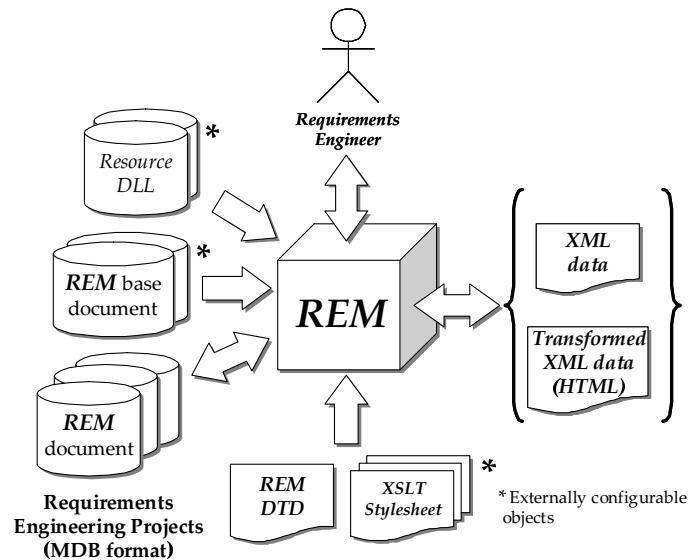 Requirements
Engineer
*
Resource
DLL
*
REM base
document
REM
REM
document
XML
data
Transformed
XML data
(HTML)
REM
DTD
XSLT
Stylesheet
*
Requirements
Engineering Projects
(MDB format)
* Externally configurable
objects